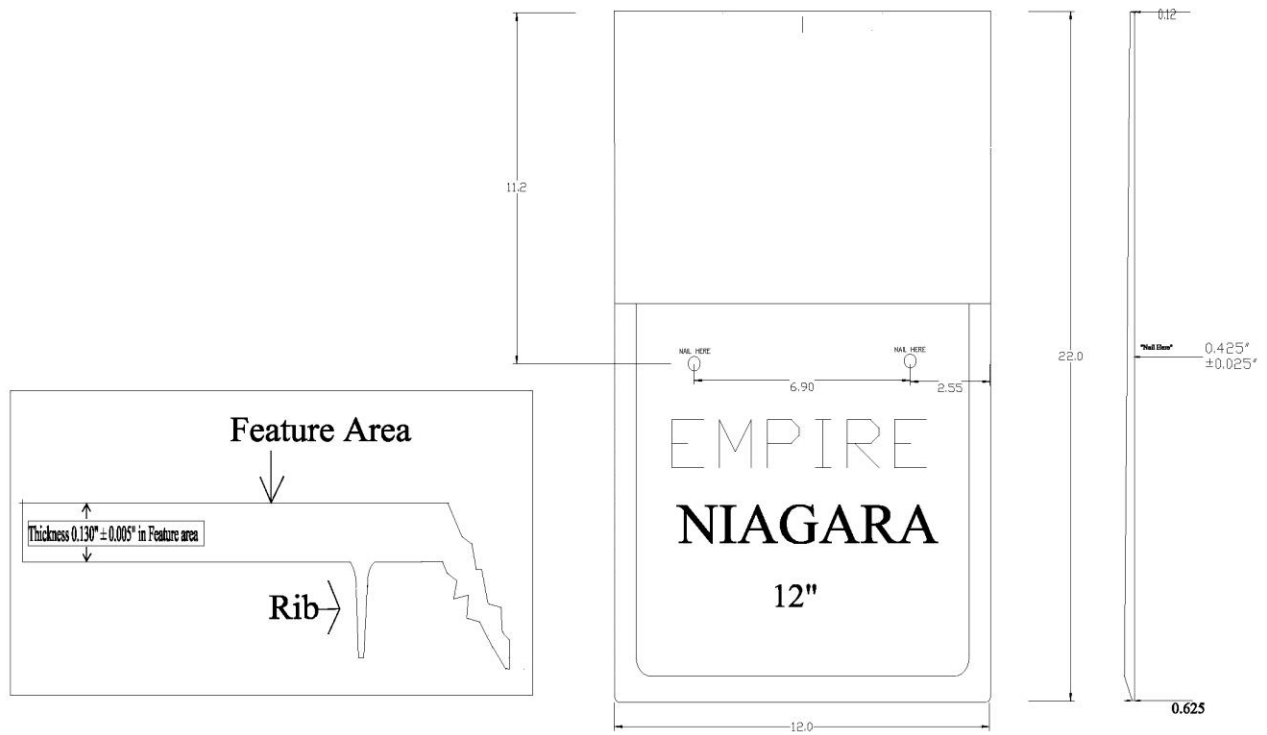 0.12
11.2
NAIL HERE
NAIL HERE
22.0
"Nail Here"
0.425"
±0.025"
6.90
2.55
EMPIRE
NIAGARA
12"
Feature Area
Thickness 0.130" ± 0.005" in Feature area
Rib
0.625
12.0